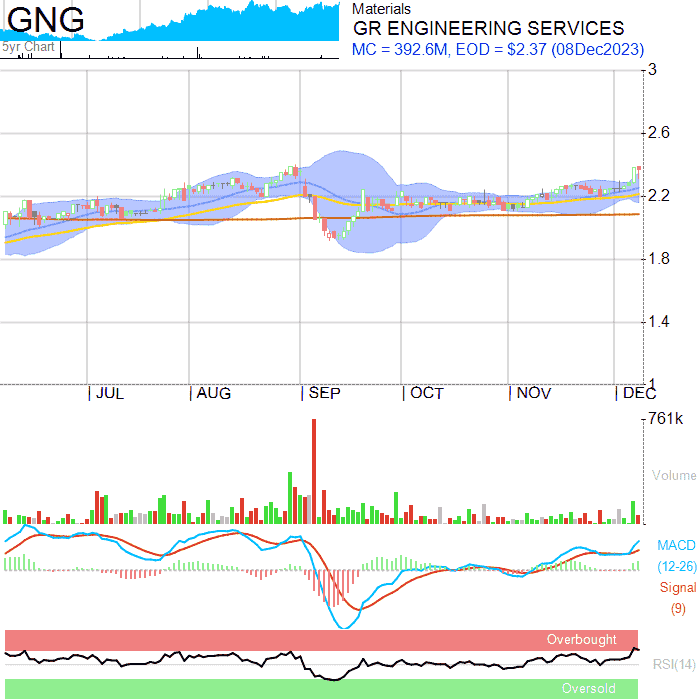 GNG
5yr Chart
Materials
GR ENGINEERING SERVICES
MC = 392.6M, EOD = $2.37 (08Dec2023)
3
2.6
2.2
1.8
1.4
1
JUL AUG SEP OCT NOV DEC
761k
Volume
MACD
(12-26)
Signal
(9)
Overbought
RSI(14)
Oversold